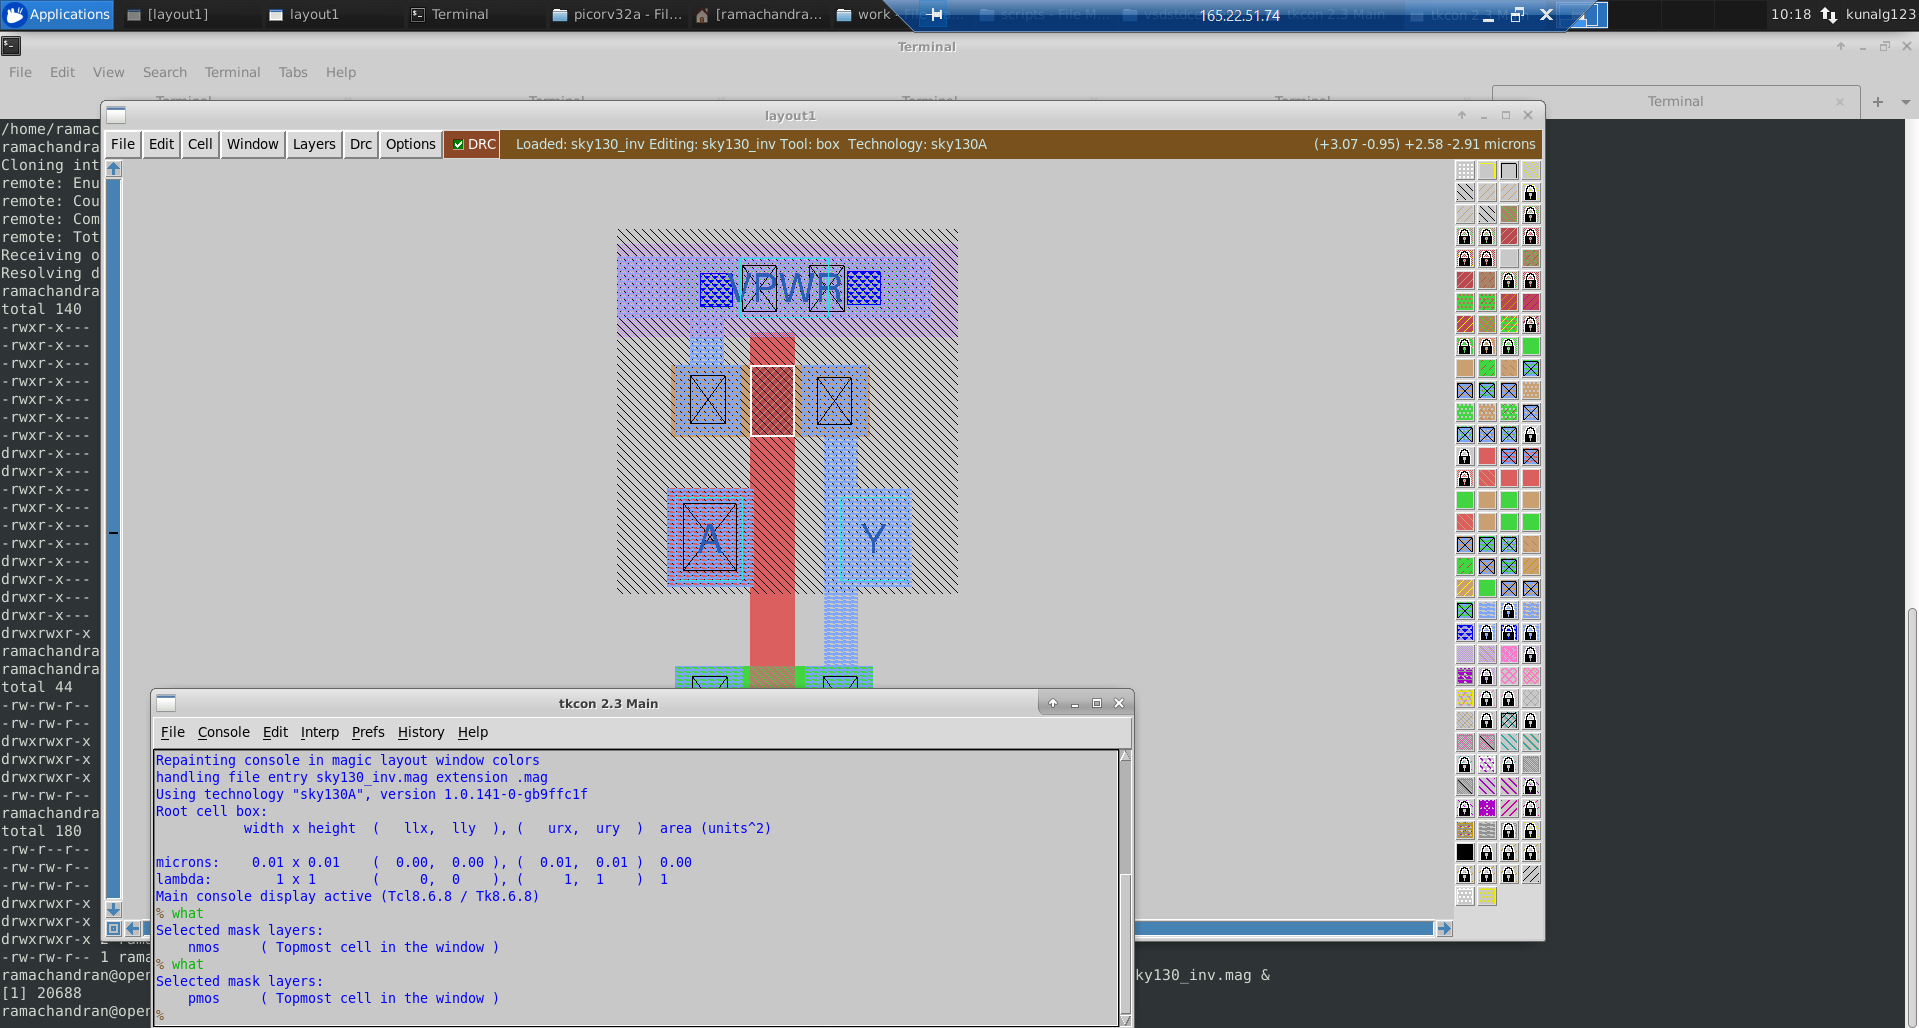 Applications
[layout1]
layout1
Terminal
picorv32a - Fil...
[ramachandra...
work -
165.22.51.74
10:18
kunalg123
Terminal
File Edit View Search Terminal Tabs Help
Terminal
layout1
File Edit Cell Window Layers Drc Options DRC
Loaded: sky130_inv Editing: sky130_inv Tool: box Technology: sky130A
(+3.07 -0.95) +2.58 -2.91 microns
/home/ramac
ramachandra
Cloning int
remote: Enu
remote: Cou
remote: Com
remote: Tot
Receiving o
Resolving d
ramachandra
total 140
-rwxr-x---
-rwxr-x---
-rwxr-x---
-rwxr-x---
-rwxr-x---
-rwxr-x---
-rwxr-x---
drwxr-x---
drwxr-x---
-rwxr-x---
-rwxr-x---
-rwxr-x---
-rwxr-x---
drwxr-x---
drwxr-x---
-rwxr-x---
drwxr-x---
drwxrwxr-x
ramachandra
ramachandra
total 44
-rw-rw-r--
-rw-rw-r--
drwxrwxr-x
drwxrwxr-x
drwxrwxr-x
-rw-rw-r--
ramachandra
total 180
-rw-r--r--
-rw-rw-r--
-rw-rw-r--
drwxrwxr-x
drwxrwxr-x
drwxrwxr-x 2 rama
-rw-rw-r-- 1 rama
ramachandran@oper
ky130_inv.mag &
[1] 20688
ramachandran@oper
VPWR
A
Y
tkcon 2.3 Main
File Console Edit Interp Prefs History Help
Repainting console in magic layout window colors
handling file entry sky130_inv.mag extension .mag
Using technology "sky130A", version 1.0.141-0-gb9ffc1f
Root cell box:
width x height ( llx, lly ), ( urx, ury ) area (units^2)
microns: 0.01 x 0.01 ( 0.00, 0.00 ), ( 0.01, 0.01 ) 0.00
lambda: 1 x 1 ( 0, 0 ), ( 1, 1 ) 1
Main console display active (Tcl8.6.8 / Tk8.6.8)
% what
Selected mask layers:
nmos ( Topmost cell in the window )
% what
Selected mask layers:
pmos ( Topmost cell in the window )
%